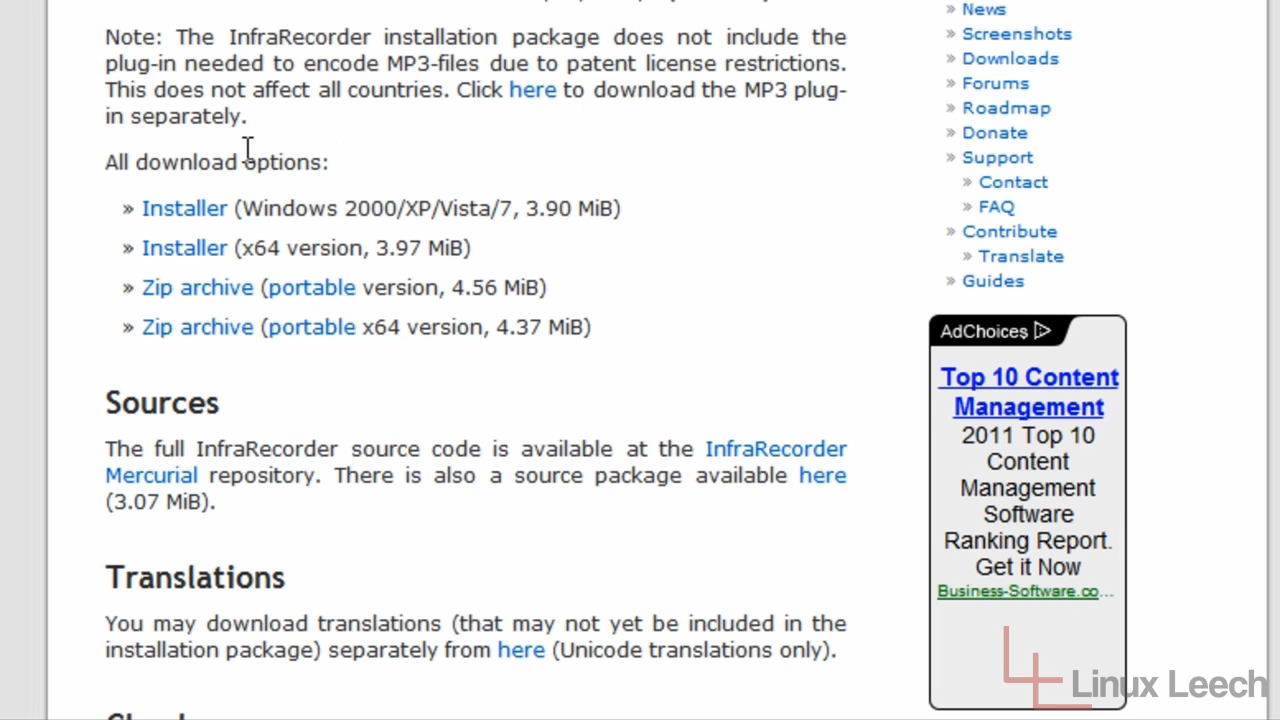 Note: The InfraRecorder installation package does not include the
plug-in needed to encode MP3-files due to patent license restrictions.
This does not affect all countries. Click here to download the MP3 plug-
in separately.
All download options:
» Installer (Windows 2000/XP/Vista/7, 3.90 MiB)
» Installer (x64 version, 3.97 MiB)
» Zip archive (portable version, 4.56 MiB)
» Zip archive (portable x64 version, 4.37 MiB)
Sources
The full InfraRecorder source code is available at the InfraRecorder
Mercurial repository. There is also a source package available here
(3.07 MiB).
Translations
You may download translations (that may not yet be included in the
installation package) separately from here (Unicode translations only).
» News
» Screenshots
» Downloads
» Forums
» Roadmap
» Donate
» Support
» Contact
» FAQ
» Contribute
» Translate
» Guides
AdChoices
Top 10 Content
Management
2011 Top 10
Content
Management
Software
Ranking Report.
Get it Now
Business-Software.co...
Linux Leech